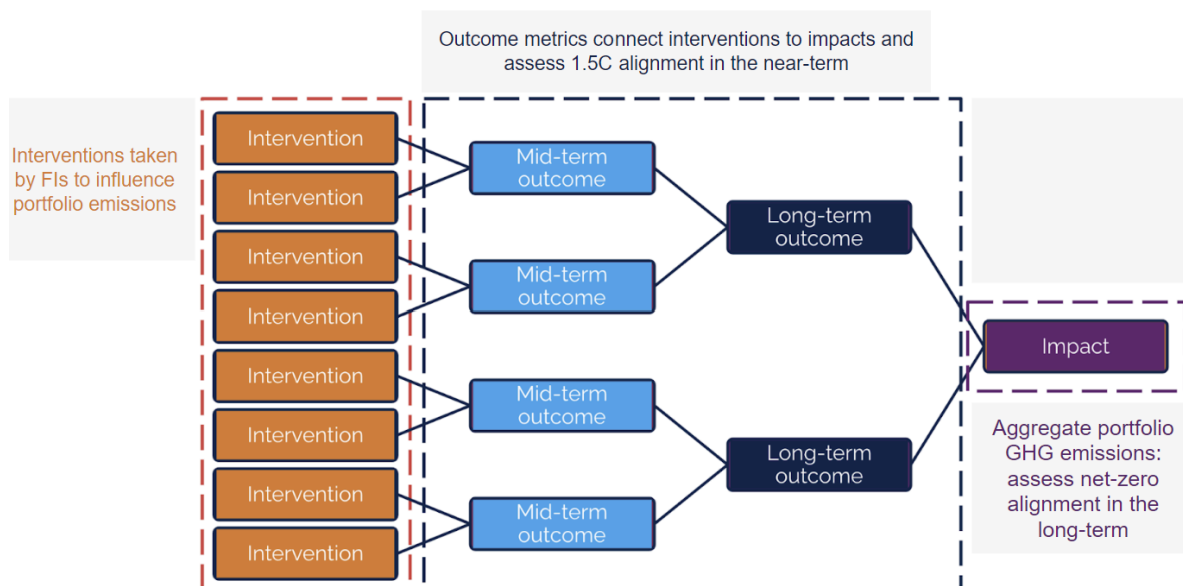 Outcome metrics connect interventions to impacts and
assess 1.5C alignment in the near-term
Interventions taken
by FIs to influence
portfolio emissions
Intervention
Intervention
Intervention
Intervention
Intervention
Intervention
Intervention
Intervention
Mid-term
outcome
Mid-term
outcome
Mid-term
outcome
Mid-term
outcome
Long-term
outcome
Long-term
outcome
Impact
Aggregate portfolio
GHG emissions:
assess net-zero
alignment in the
long-term